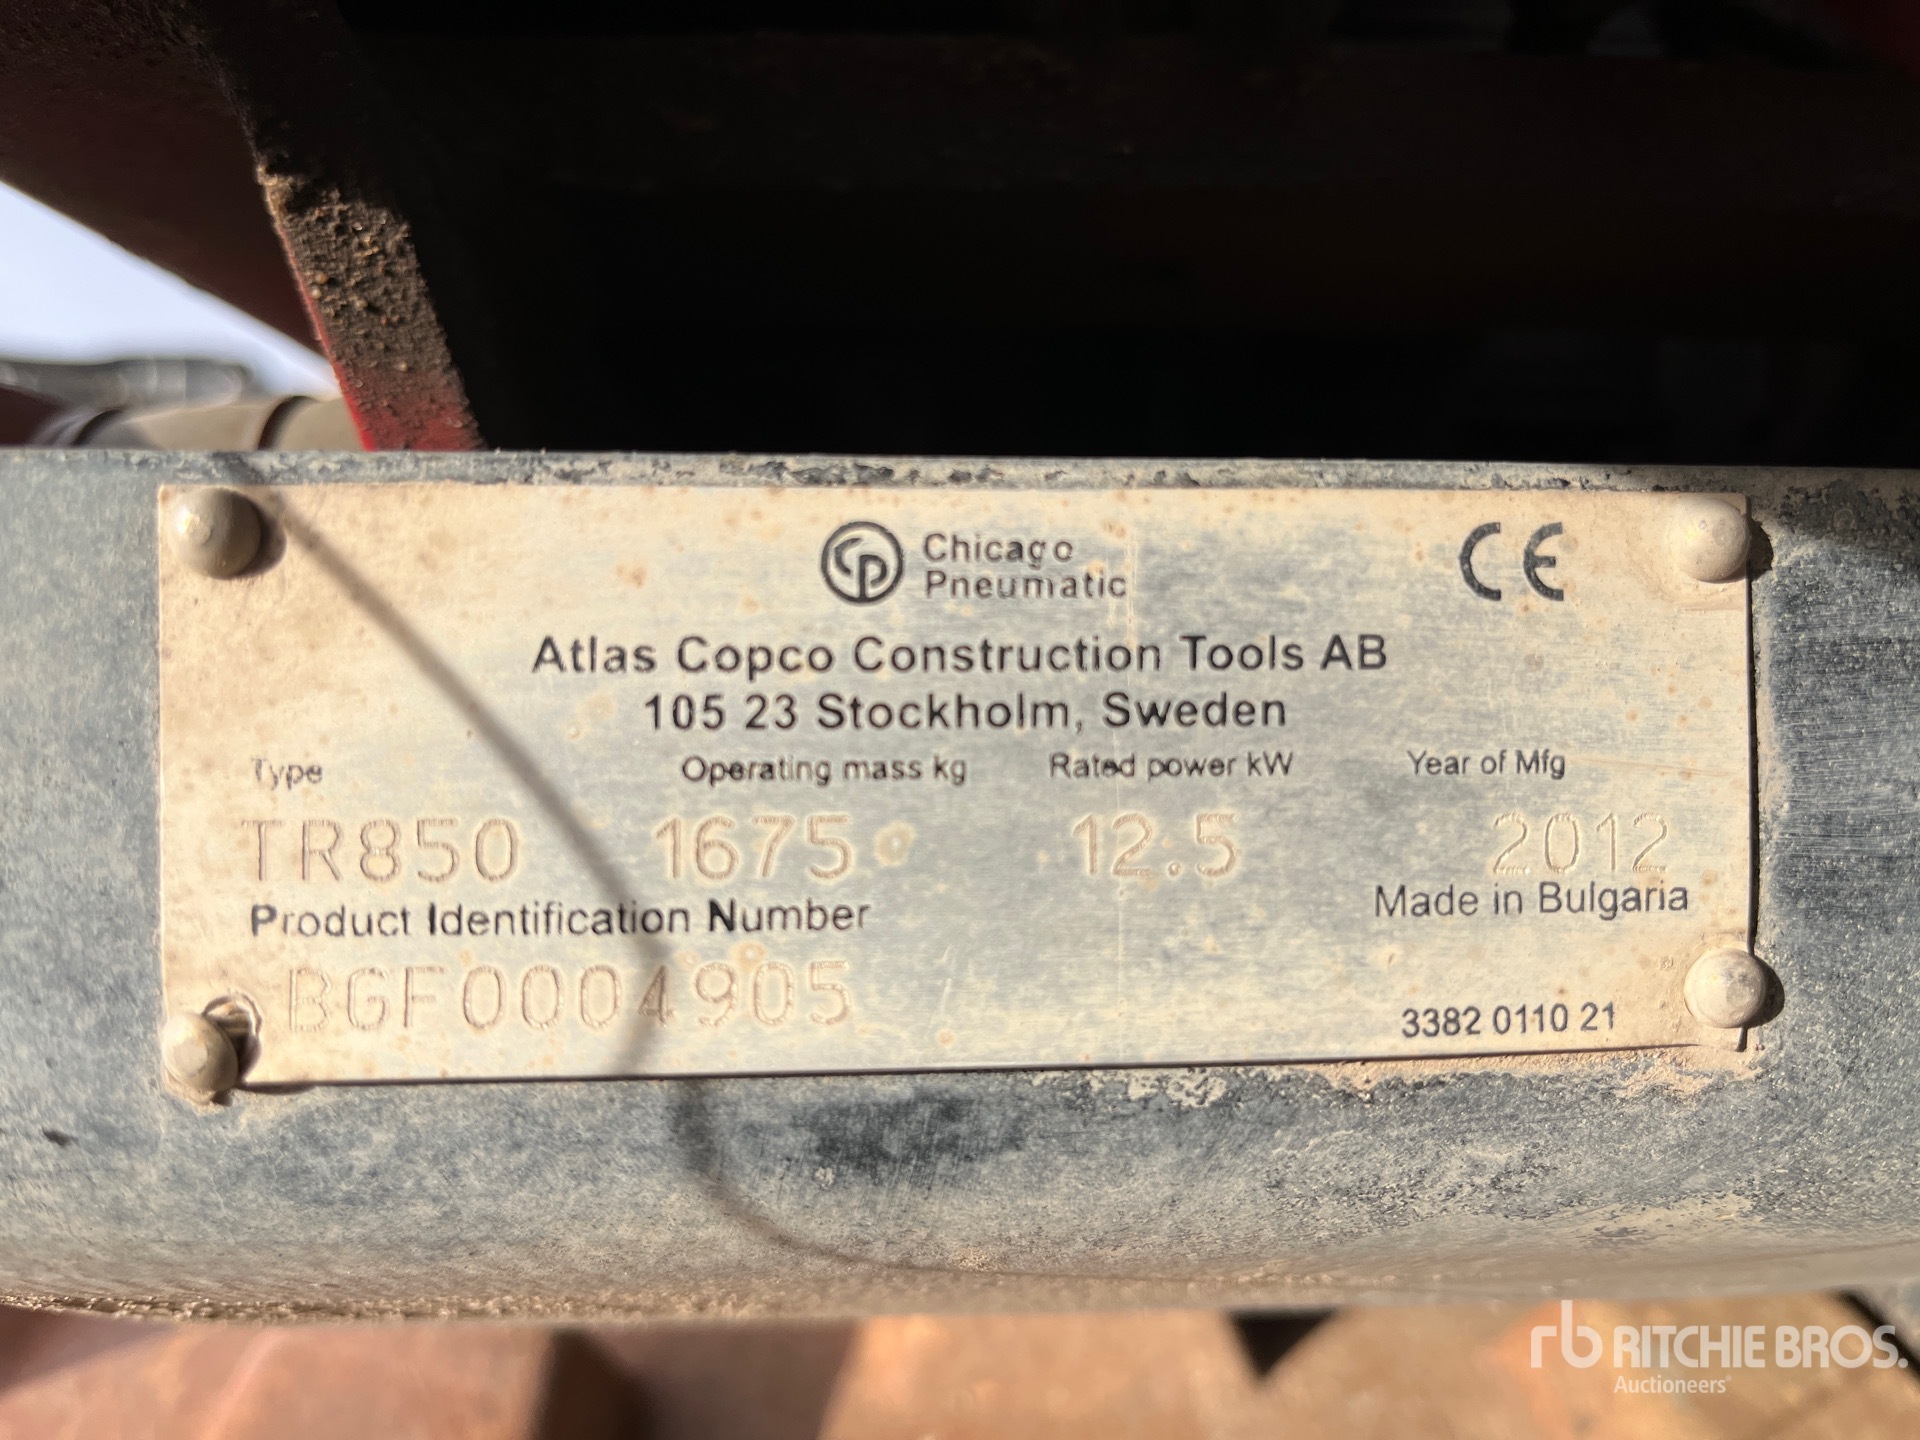 CP Chicago Pneumatic
CE
Atlas Copco Construction Tools AB
105 23 Stockholm, Sweden
Type Operating mass kg Rated power kW Year of Mfg
TR850 1675 12.5 2012
Product Identification Number Made in Bulgaria
BGF0004905
3382 0110 21
rb RITCHIE BROS.
Auctioneers